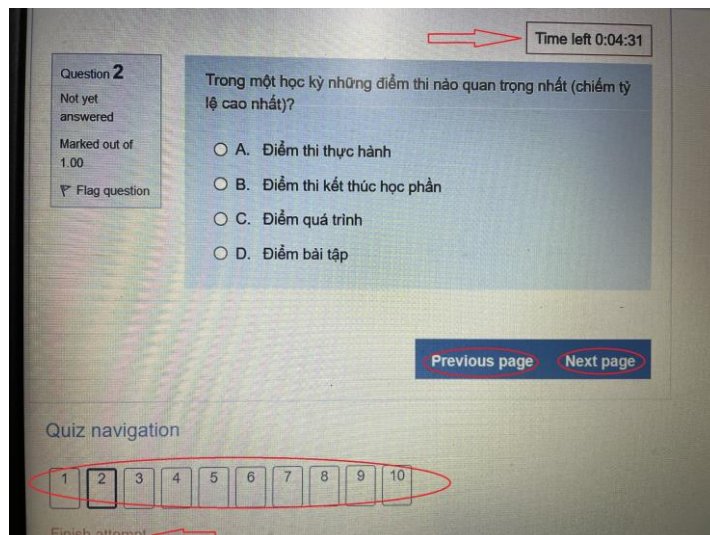 Time left 0:04:31
Question 2
Not yet
answered
Marked out of
1.00
Flag question
Trong một học kỳ những điểm thi nào quan trọng nhất (chiếm tỷ
lệ cao nhất)?
A. Điểm thi thực hành
B. Điểm thi kết thúc học phần
C. Điểm quá trình
D. Điểm bài tập
Previous page Next page
Quiz navigation
1 2 3 4 5 6 7 8 9 10
Finish attempt